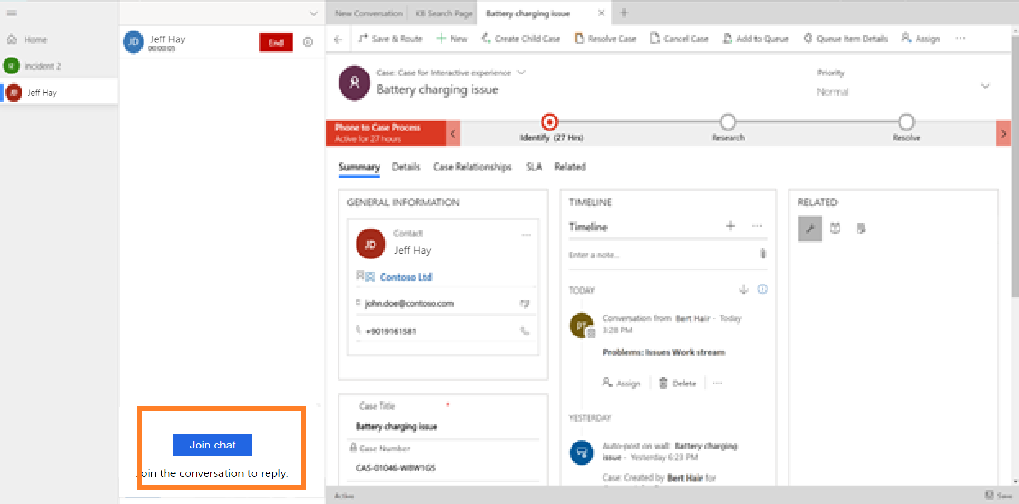 Home
incident 2
Jeff Hay
JD
Jeff Hay
00:00:05
End
New Conversation
KB Search Page
Battery charging issue
Save & Route
New
Create Child Case
Resolve Case
Cancel Case
Add to Queue
Queue Item Details
Assign
Case: Case for Interactive experience
Battery charging issue
Priority
Normal
Phone to Case Process
Active for 27 hours
Identify (27 Hrs)
Research
Resolve
Summary
Details
Case Relationships
SLA
Related
GENERAL INFORMATION
JD
Contact
Jeff Hay
Contoso Ltd
john.doe@contoso.com
+9019161581
Case Title *
Battery charging issue
Case Number
CAS-01046-W8W1G5
TIMELINE
Timeline
Enter a note...
TODAY
Conversation from Bert Hair - Today
3:28 PM
Problems: Issues Work stream
Assign
Delete
YESTERDAY
Auto-post on wall Battery charging
issue - Yesterday 6:23 PM
Case: Created by Bert Hair for
RELATED
Join chat
Join the conversation to reply.
Active
Save